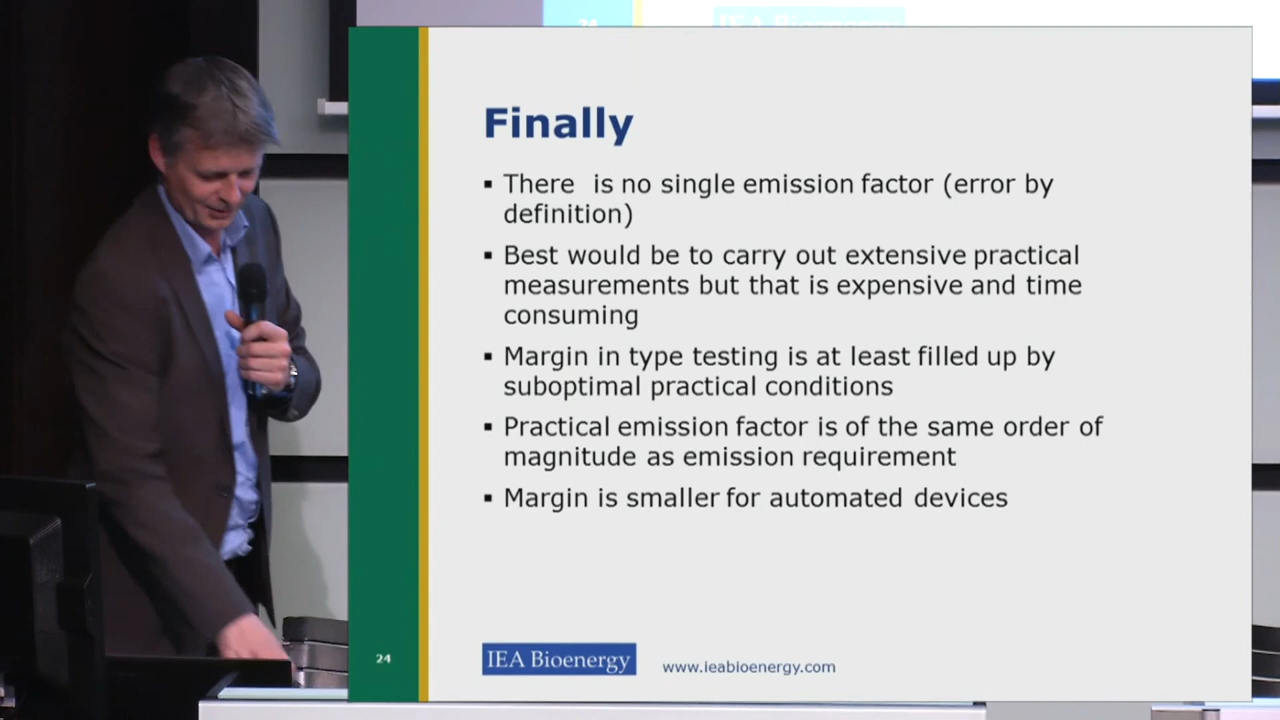 24
IEA Bioenergy
Finally
▪ There is no single emission factor (error by
definition)
▪ Best would be to carry out extensive practical
measurements but that is expensive and time
consuming
▪ Margin in type testing is at least filled up by
suboptimal practical conditions
▪ Practical emission factor is of the same order of
magnitude as emission requirement
▪ Margin is smaller for automated devices
24
IEA Bioenergy
www.ieabioenergy.com